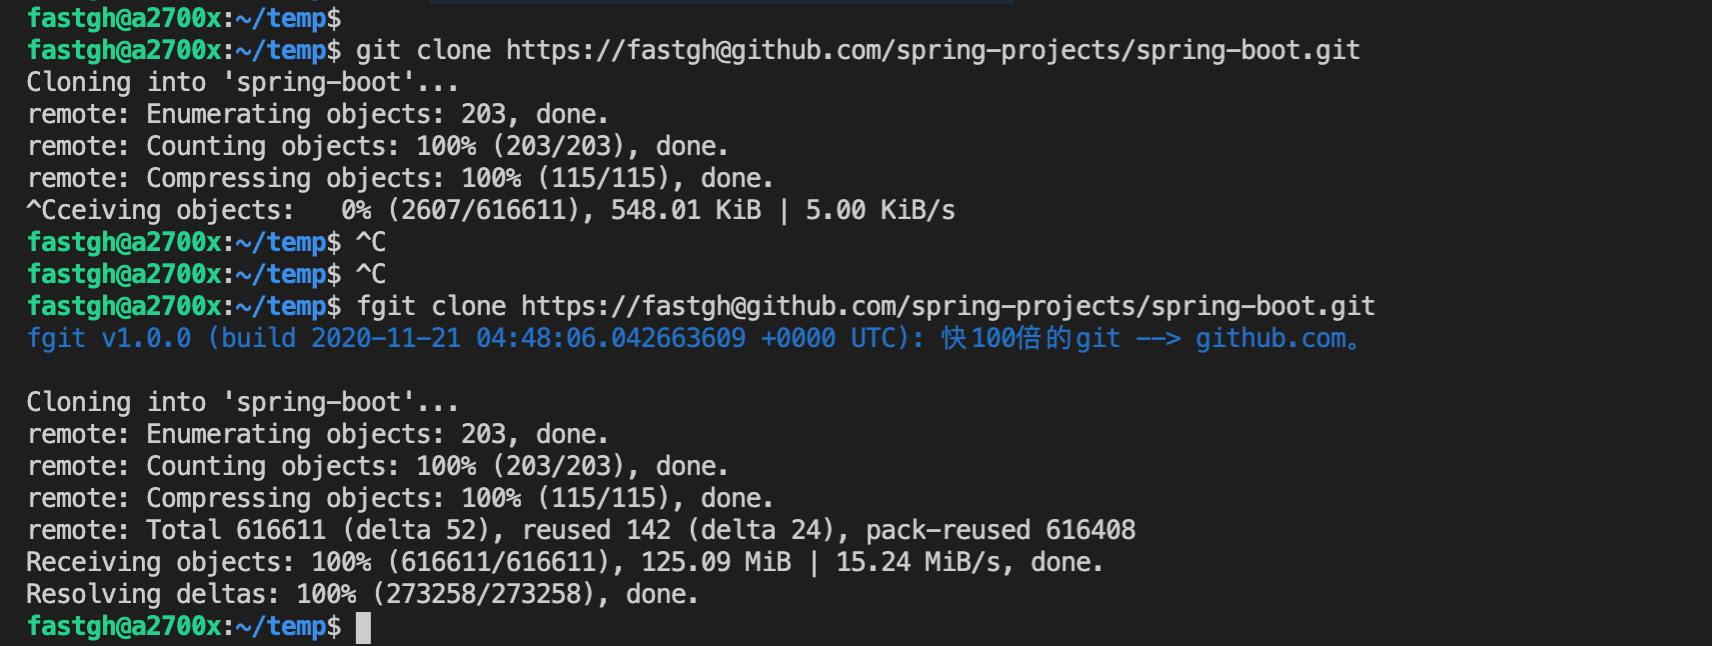 fastgh@a2700x:~/temp$
fastgh@a2700x:~/temp$ git clone https://fastgh@github.com/spring-projects/spring-boot.git
Cloning into 'spring-boot'...
remote: Enumerating objects: 203, done.
remote: Counting objects: 100% (203/203), done.
remote: Compressing objects: 100% (115/115), done.
^Cceiving objects:   0% (2607/616611), 548.01 KiB | 5.00 KiB/s
fastgh@a2700x:~/temp$ ^C
fastgh@a2700x:~/temp$ ^C
fastgh@a2700x:~/temp$ fgit clone https://fastgh@github.com/spring-projects/spring-boot.git
fgit v1.0.0 (build 2020-11-21 04:48:06.042663609 +0000 UTC): 快100倍的git --> github.com。
Cloning into 'spring-boot'...
remote: Enumerating objects: 203, done.
remote: Counting objects: 100% (203/203), done.
remote: Compressing objects: 100% (115/115), done.
remote: Total 616611 (delta 52), reused 142 (delta 24), pack-reused 616408
Receiving objects: 100% (616611/616611), 125.09 MiB | 15.24 MiB/s, done.
Resolving deltas: 100% (273258/273258), done.
fastgh@a2700x:~/temp$